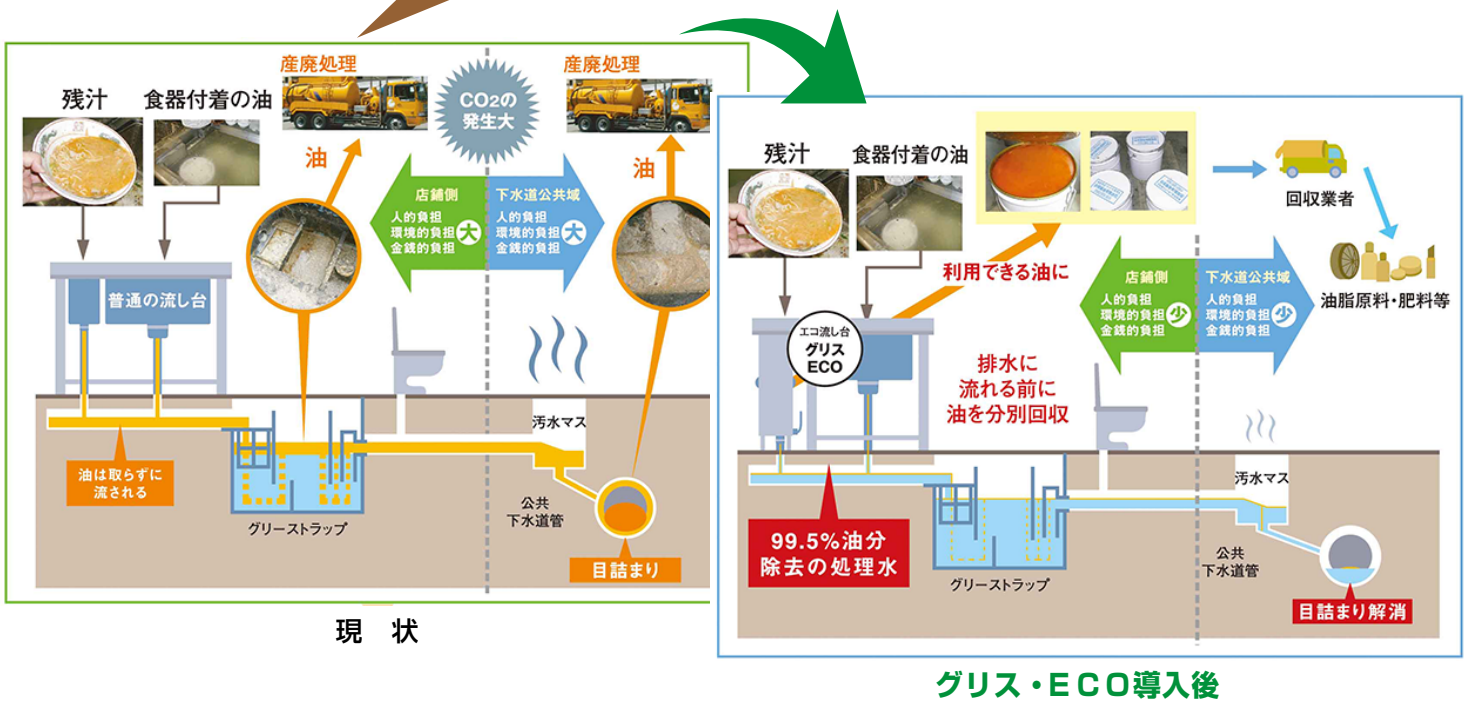 産廃処理
産廃処理
CO2の
発生大
残汁
食器付着の油
油
油
店舗側
人的負担
環境的負担
金銭的負担
大
下水道公共域
人的負担
環境的負担
金銭的負担
大
普通の流し台
汚水マス
油は取らずに
流される
グリーストラップ
公共
下水道管
目詰まり
現 状
残汁
食器付着の油
回収業者
利用できる油に
油脂原料・肥料等
店舗側
人的負担
環境的負担
金銭的負担
少
下水道公共域
人的負担
環境的負担
金銭的負担
少
エコ流し台
グリス
ECO
排水に
流れる前に
油を分別回収
汚水マス
99.5%油分
除去の処理水
グリーストラップ
公共
下水道管
目詰まり解消
グリス・ECO導入後